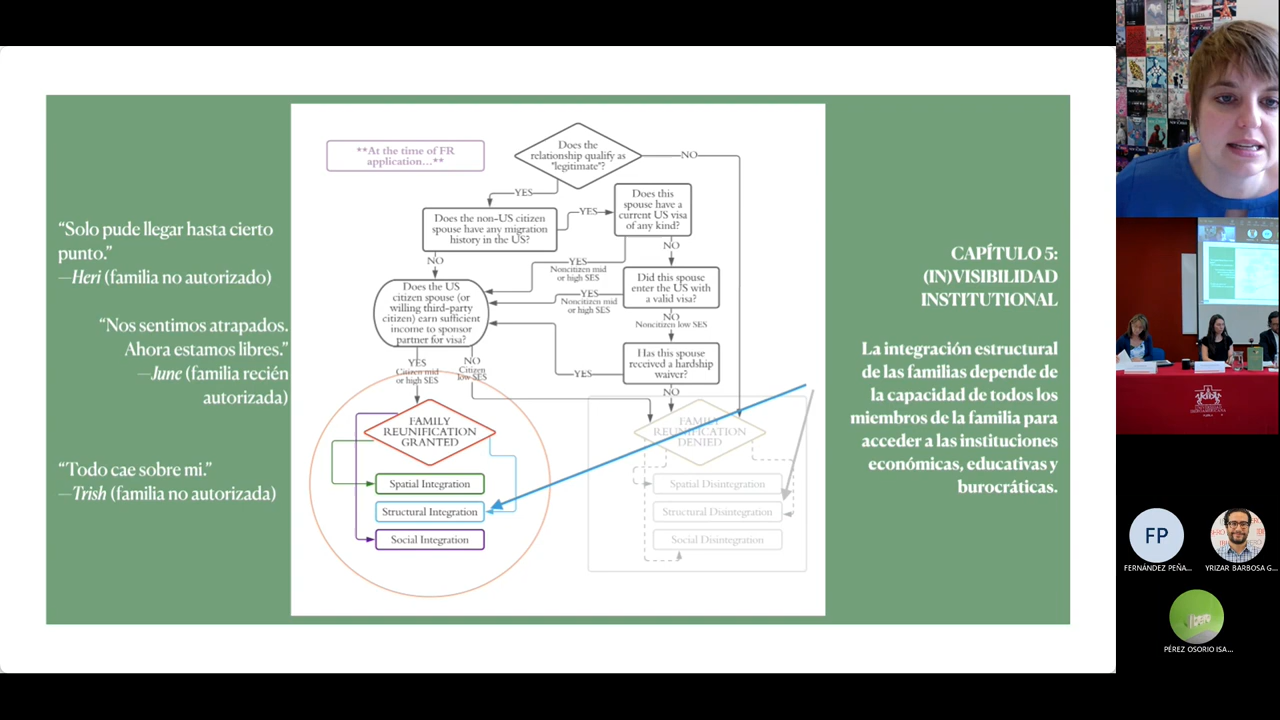 “Solo pude llegar hasta cierto
punto.”
—Heri (familia no autorizado)
“Nos sentimos atrapados.
Ahora estamos libres.”
—June (familia recién
autorizada)
“Todo cae sobre mi.”
—Trish (familia no autorizada)
**At the time of FR
application...**
Does the
relationship qualify as
"legitimate"?
NO
YES
Does the non-US citizen
spouse have any migration
history in the US?
YES
Does this
spouse have a
current US visa
of any kind?
NO
NO
YES
Noncitizen mid
or high SES
Did this spouse
enter the US with
a valid visa?
YES
Noncitizen mid
or high SES
NO
Noncitizen low SES
Does the US
citizen spouse (or
willing third-party
citizen) earn sufficient
income to sponsor
partner for visa?
Has this spouse
received a hardship
waiver?
YES
NO
YES
Citizen mid
or high SES
NO
Citizen
low SES
FAMILY
REUNIFICATION
GRANTED
Spatial Integration
Structural Integration
Social Integration
FAMILY
REUNIFICATION
DENIED
Spatial Disintegration
Structural Disintegration
Social Disintegration
CAPÍTULO 5:
(IN)VISIBILIDAD
INSTITUCIONAL
La integración estructural
de las familias depende de
la capacidad de todos los
miembros de la familia para
acceder a las instituciones
económicas, educativas y
burocráticas.
FP
FERNÁNDEZ PEÑA...
YRIZAR BARBOSA G...
PÉREZ OSORIO ISA...